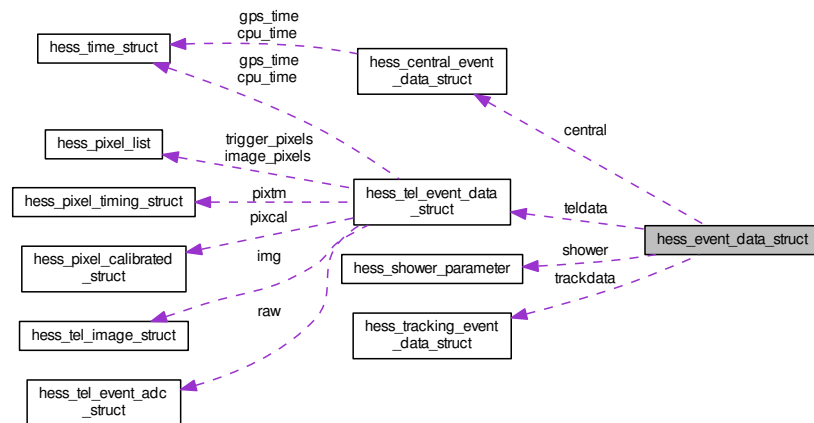 gps_time
cpu_time
hess_time_struct
hess_central_event
_data_struct
gps_time
cpu_time
central
hess_pixel_list
trigger_pixels
image_pixels
hess_tel_event_data
_struct
pixtm
hess_pixel_timing_struct
teldata
pixcal
hess_event_data_struct
hess_pixel_calibrated
_struct
img
shower
hess_shower_parameter
trackdata
raw
hess_tel_image_struct
hess_tracking_event
_data_struct
hess_tel_event_adc
_struct